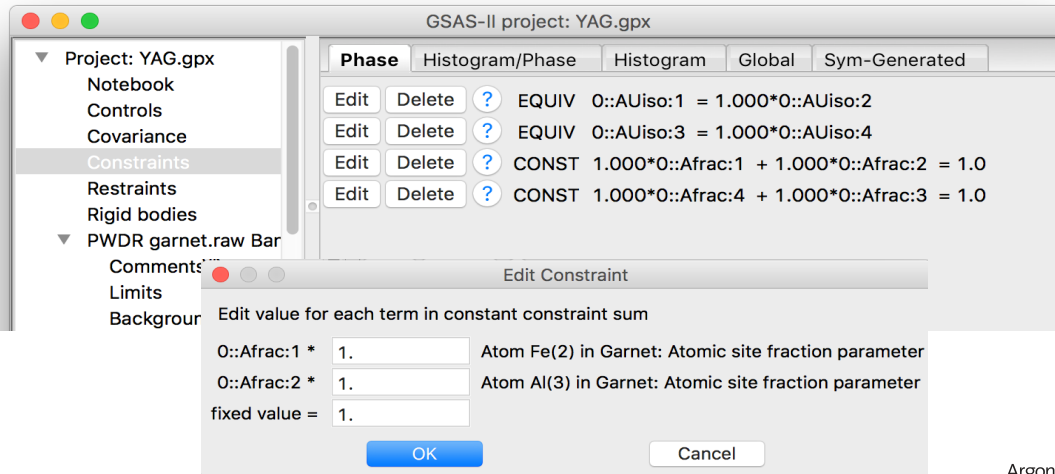 GSAS-II project: YAG.gpx
Project: YAG.gpx
Notebook
Controls
Covariance
Constraints
Restraints
Rigid bodies
PWDR garnet.raw Bar
Comments
Limits
Backgrour
Phase Histogram/Phase Histogram Global Sym-Generated
Edit Delete ? EQUIV 0::AUiso:1 = 1.000*0::AUiso:2
Edit Delete ? EQUIV 0::AUiso:3 = 1.000*0::AUiso:4
Edit Delete ? CONST 1.000*0::Afrac:1 + 1.000*0::Afrac:2 = 1.0
Edit Delete ? CONST 1.000*0::Afrac:4 + 1.000*0::Afrac:3 = 1.0
Edit Constraint
Edit value for each term in constant constraint sum
0::Afrac:1 * 1. Atom Fe(2) in Garnet: Atomic site fraction parameter
0::Afrac:2 * 1. Atom Al(3) in Garnet: Atomic site fraction parameter
fixed value = 1.
OK Cancel
Argon